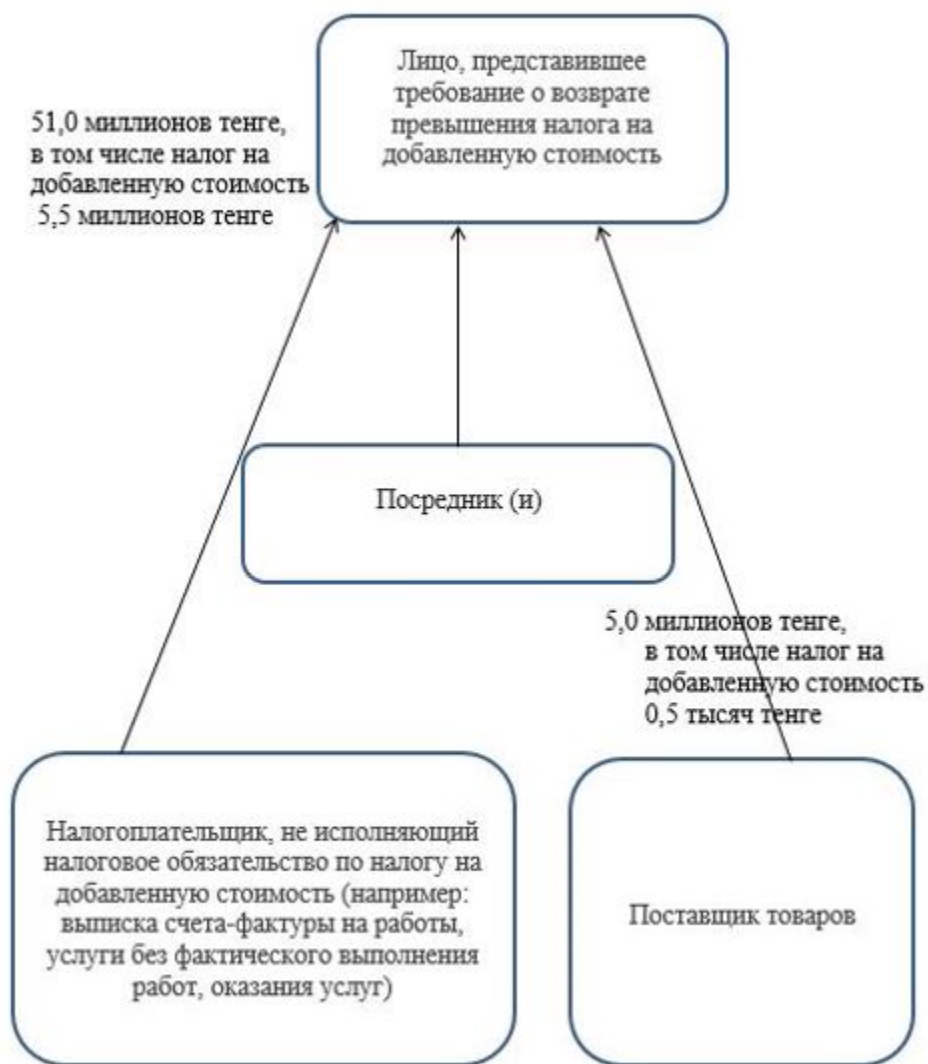 Лицо, представившее
требование о возврате
превышения налога на
добавленную стоимость
51,0 миллионов тенге,
в том числе налог на
добавленную стоимость
5,5 миллионов тенге
Посредник (и)
5,0 миллионов тенге,
в том числе налог на
добавленную стоимость
0,5 тысяч тенге
Налогоплательщик, не исполняющий
налоговое обязательство по налогу на
добавленную стоимость (например:
выписка счета-фактуры на работы,
услуги без фактического выполнения
работ, оказания услуг)
Поставщик товаров